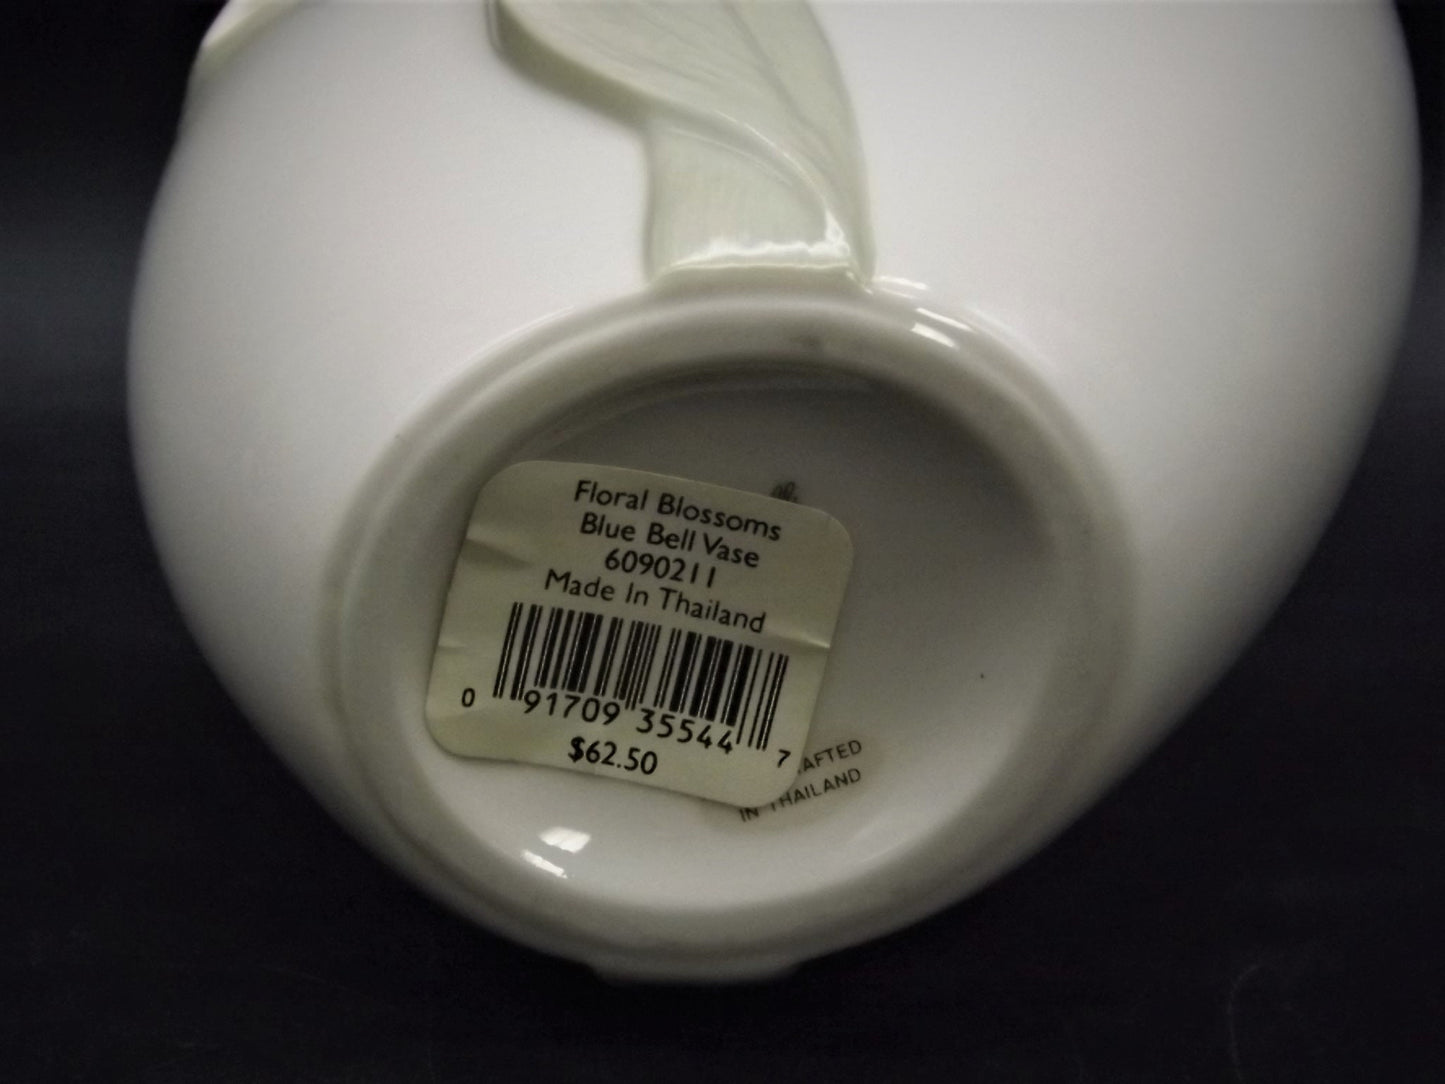 Floral Blossoms
Blue Bell Vase
6090211
Made In Thailand
0 91709 35544 7
$62.50
AFTED
IN THAILAND